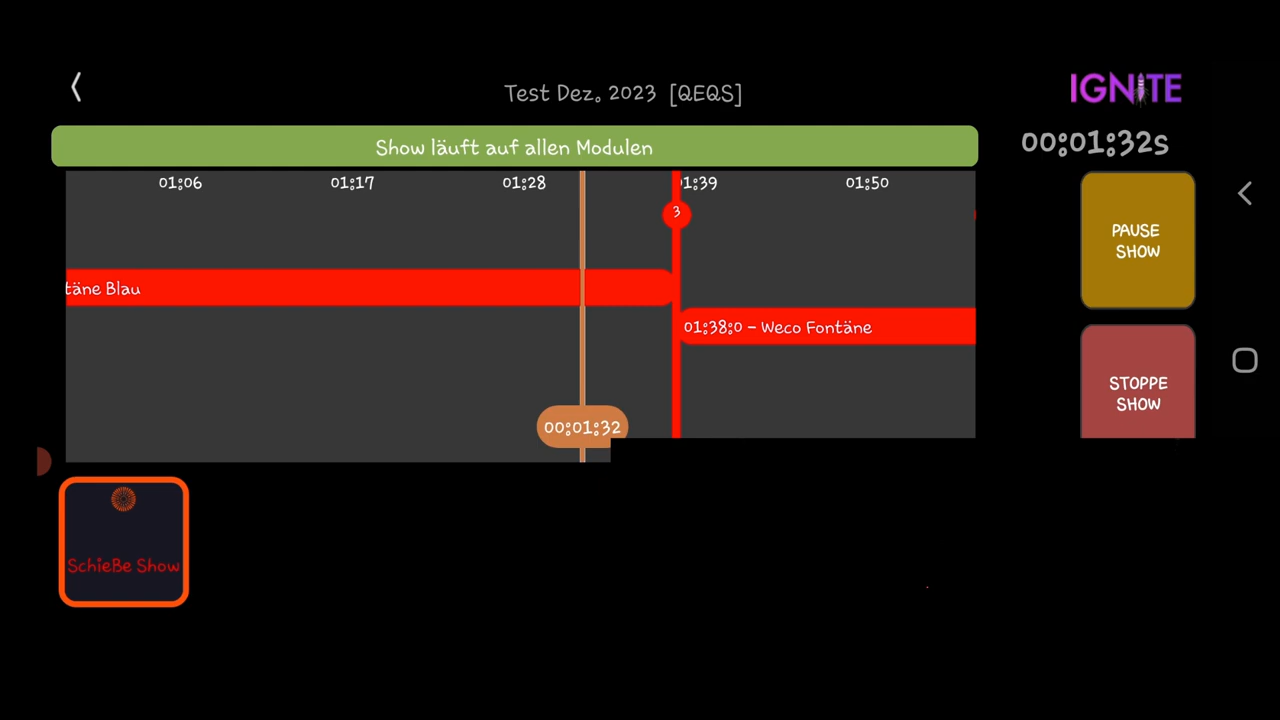 Test Dez. 2023 [QEQS]
IGNITE
Show läuft auf allen Modulen
00:01:32s
01:06 01:17 01:28 1:39 01:50
3
PAUSE
SHOW
täne Blau
01:38:0 - Weco Fontäne
STOPPE
SHOW
00:01:32
SchieBe Show